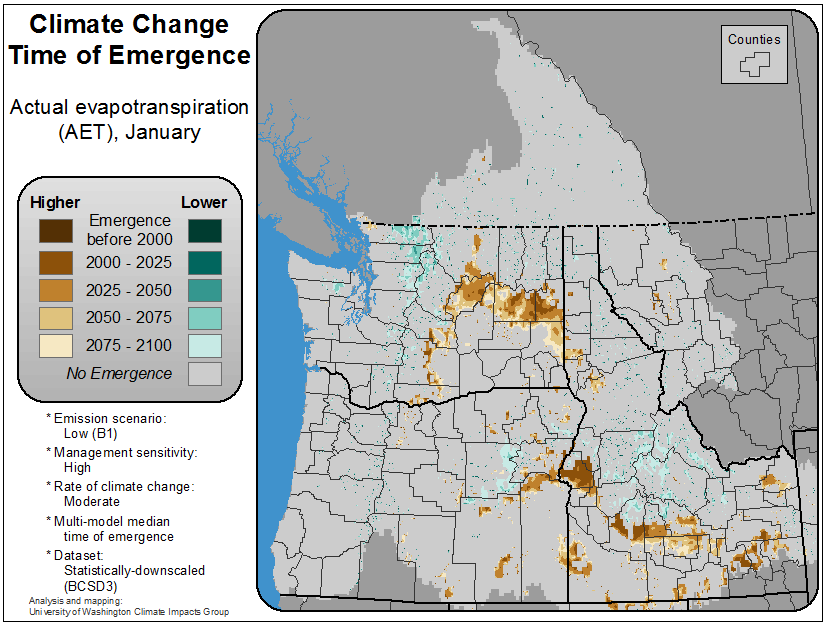 Climate Change
Time of Emergence
Actual evapotranspiration
(AET), January
Higher Lower
Emergence
before 2000
2000 - 2025
2025 - 2050
2050 - 2075
2075 - 2100
No Emergence
* Emission scenario:
Low (B1)
* Management sensitivity:
High
* Rate of climate change:
Moderate
* Multi-model median
time of emergence
* Dataset:
Statistically-downscaled
(BCSD3)
Analysis and mapping:
University of Washington Climate Impacts Group
Counties